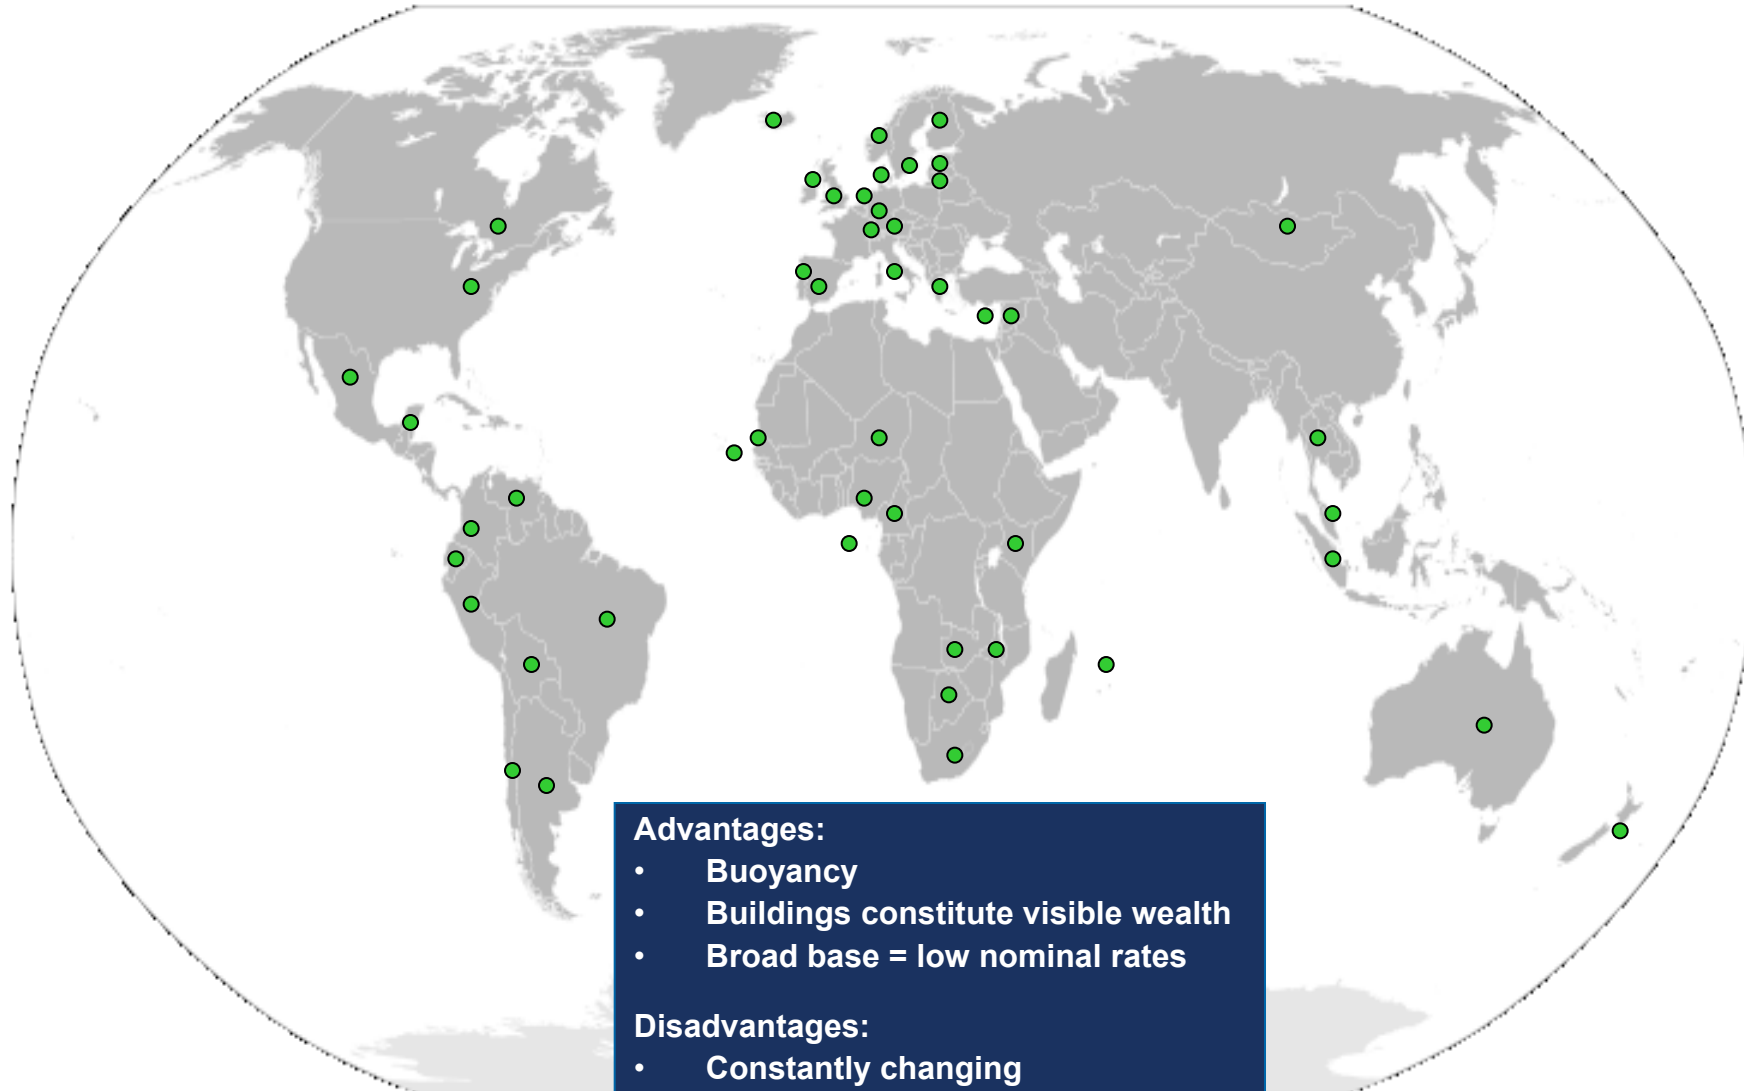 Advantages:
• Buoyancy
• Buildings constitute visible wealth
• Broad base = low nominal rates
Disadvantages:
• Constantly changing